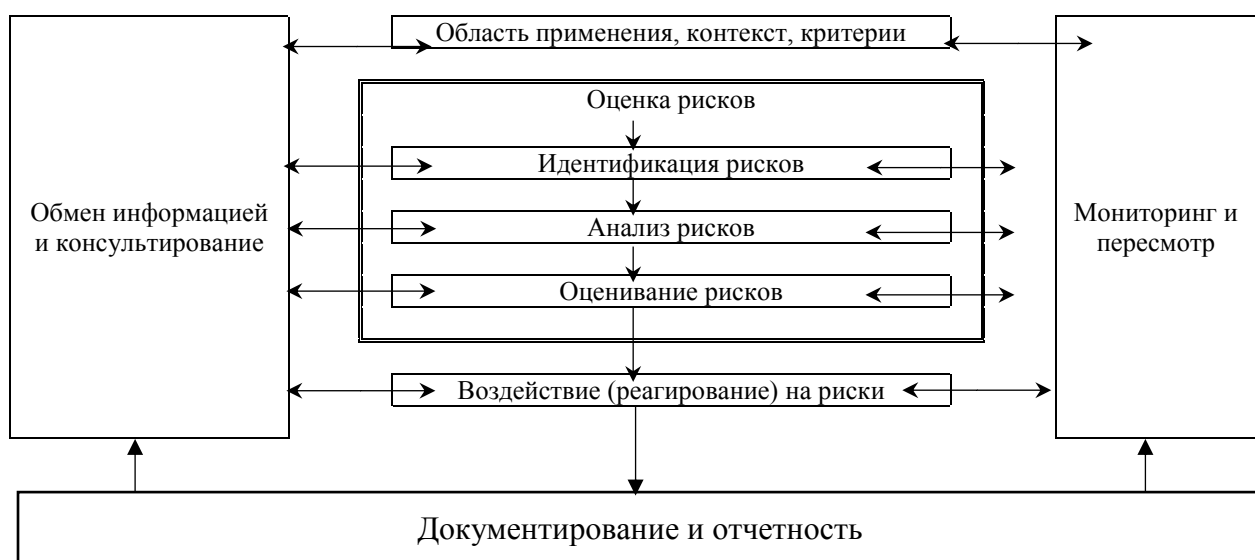 Область применения, контекст, критерии
Оценка рисков
Идентификация рисков
Обмен информацией
и консультирование
Анализ рисков
Мониторинг и
пересмотр
Оценивание рисков
Воздействие (реагирование) на риски
Документирование и отчетность